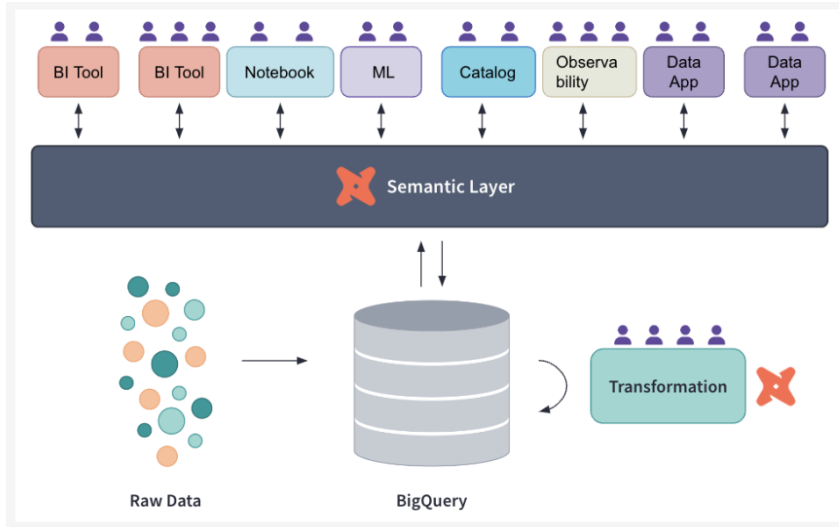 BI Tool
BI Tool
Notebook
ML
Catalog
Observa
bility
Data
App
Data
App
Semantic Layer
Transformation
Raw Data
BigQuery